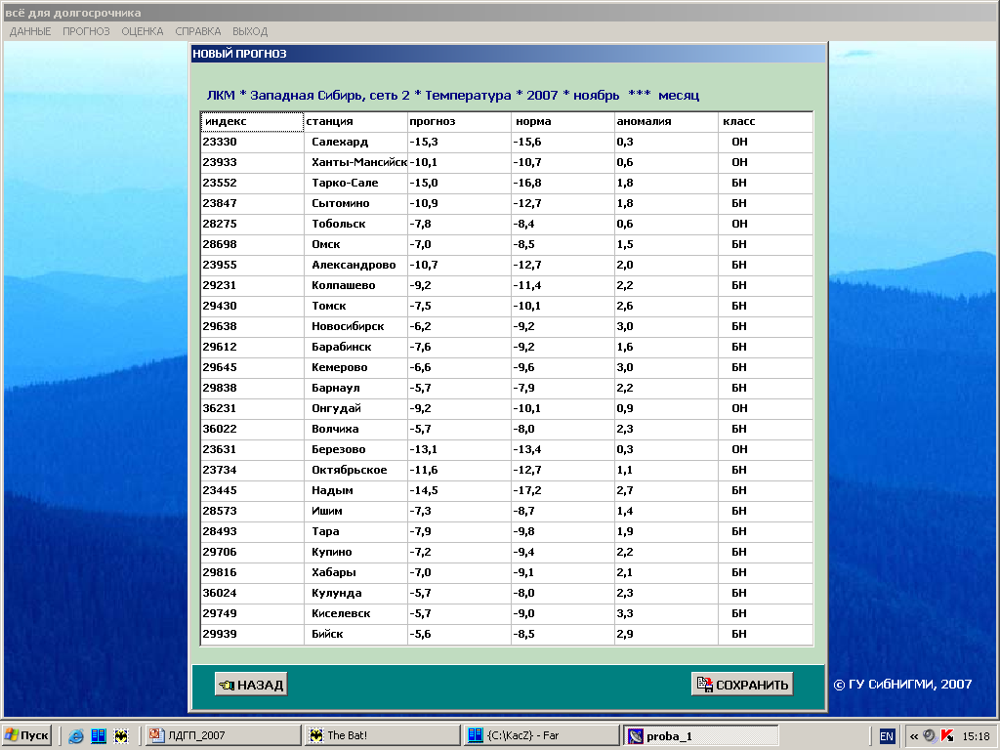 всё для долгосрочника
ДАННЫЕ ПРОГНОЗ ОЦЕНКА СПРАВКА ВЫХОД
НОВЫЙ ПРОГНОЗ
ЛКМ * Западная Сибирь, сеть 2 * Температура * 2007 * ноябрь *** месяц
индекс станция прогноз норма аномалия класс
23330 Салехард -15,3 -15,6 0,3 ОН
23933 Ханты-Мансийск -10,1 -10,7 0,6 ОН
23552 Тарко-Сале -15,0 -16,8 1,8 БН
23847 Сытомино -10,9 -12,7 1,8 БН
28275 Тобольск -7,8 -8,4 0,6 ОН
28698 Омск -7,0 -8,5 1,5 БН
23955 Александрово -10,7 -12,7 2,0 БН
29231 Колпашево -9,2 -11,4 2,2 БН
29430 Томск -7,5 -10,1 2,6 БН
29638 Новосибирск -6,2 -9,2 3,0 БН
29612 Барабинск -7,6 -9,2 1,6 БН
29645 Кемерово -6,6 -9,6 3,0 БН
29838 Барнаул -5,7 -7,9 2,2 БН
36231 Онгудай -9,2 -10,1 0,9 ОН
36022 Волчиха -5,7 -8,0 2,3 БН
23631 Березово -13,1 -13,4 0,3 ОН
23734 Октябрьское -11,6 -12,7 1,1 БН
23445 Надым -14,5 -17,2 2,7 БН
28573 Ишим -7,3 -8,7 1,4 БН
28493 Тара -7,9 -9,8 1,9 БН
29706 Купино -7,2 -9,4 2,2 БН
29816 Хабары -7,0 -9,1 2,1 БН
36024 Кулунда -5,7 -8,0 2,3 БН
29749 Киселевск -5,7 -9,0 3,3 БН
29939 Бийск -5,6 -8,5 2,9 БН
НАЗАД СОХРАНИТЬ
© ГУ СибНИГМИ, 2007
Пуск ЛДГП_2007 The Bat! {C:\KacZ} - Far proba_1 EN « 15:18